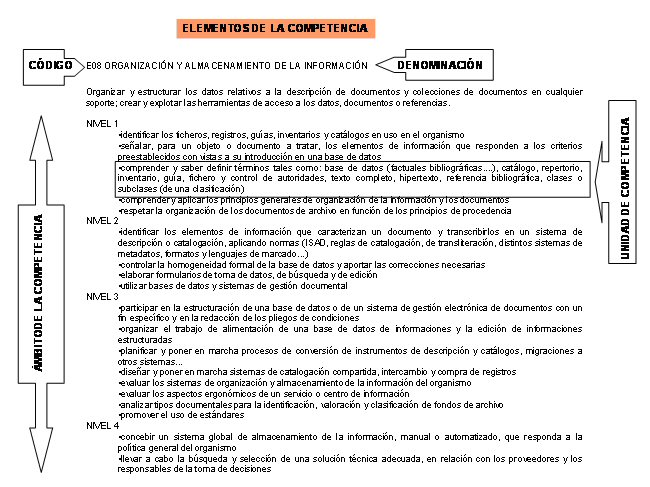 ELEMENTOS DE LA COMPETENCIA
CÓDIGO
E08 ORGANIZACIÓN Y ALMACENAMIENTO DE LA INFORMACIÓN
DENOMINACIÓN
Organizar y estructurar los datos relativos a la descripción de documentos y colecciones de documentos en cualquier
soporte; crear y explotar las herramientas de acceso a los datos, documentos o referencias.
NIVEL 1
•identificar los ficheros, registros, guías, inventarios y catálogos en uso en el organismo
•señalar, para un objeto o documento a tratar, los elementos de información que responden a los criterios
preestablecidos con vistas a su introducción en una base de datos
•comprender y saber definir términos tales como: base de datos (factuales bibliográficas....), catálogo, repertorio,
inventario, guía, fichero y control de autoridades, texto completo, hipertexto, referencia bibliográfica, clases o
subclases (de una clasificación)
•comprender y aplicar los principios generales de organización de la información y los documentos
•respetar la organización de los documentos de archivo en función de los principios de procedencia
NIVEL 2
•identificar los elementos de información que caracterizan un documento y transcribirlos en un sistema de
descripción o catalogación, aplicando normas (ISAD, reglas de catalogación, de transliteración, distintos sistemas de
metadatos, formatos y lenguajes de marcado...)
•controlar la homogeneidad formal de la base de datos y aportar las correcciones necesarias
•elaborar formularios de toma de datos, de búsqueda y de edición
•utilizar bases de datos y sistemas de gestión documental
NIVEL 3
•participar en la estructuración de una base de datos o de un sistema de gestión electrónica de documentos con un
fin específico y en la redacción de los pliegos de condiciones
•organizar el trabajo de alimentación de una base de datos de informaciones y la edición de informaciones
estructuradas
•planificar y poner en marcha procesos de conversión de instrumentos de descripción y catálogos, migraciones a
otros sistemas...
•diseñar y poner en marcha sistemas de catalogación compartida, intercambio y compra de registros
•evaluar los sistemas de organización y almacenamiento de la información del organismo
•evaluar los aspectos ergonómicos de un servicio o centro de información
•analizar tipos documentales para la identificación, valoración y clasificación de fondos de archivo
•promover el uso de estándares
NIVEL 4
•concebir un sistema global de almacenamiento de la información, manual o automatizado, que responda a la
política general del organismo
•llevar a cabo la búsqueda y selección de una solución técnica adecuada, en relación con los proveedores y los
responsables de la toma de decisiones
ÁMBITO DE LA COMPETENCIA
UNIDAD DE COMPETENCIA